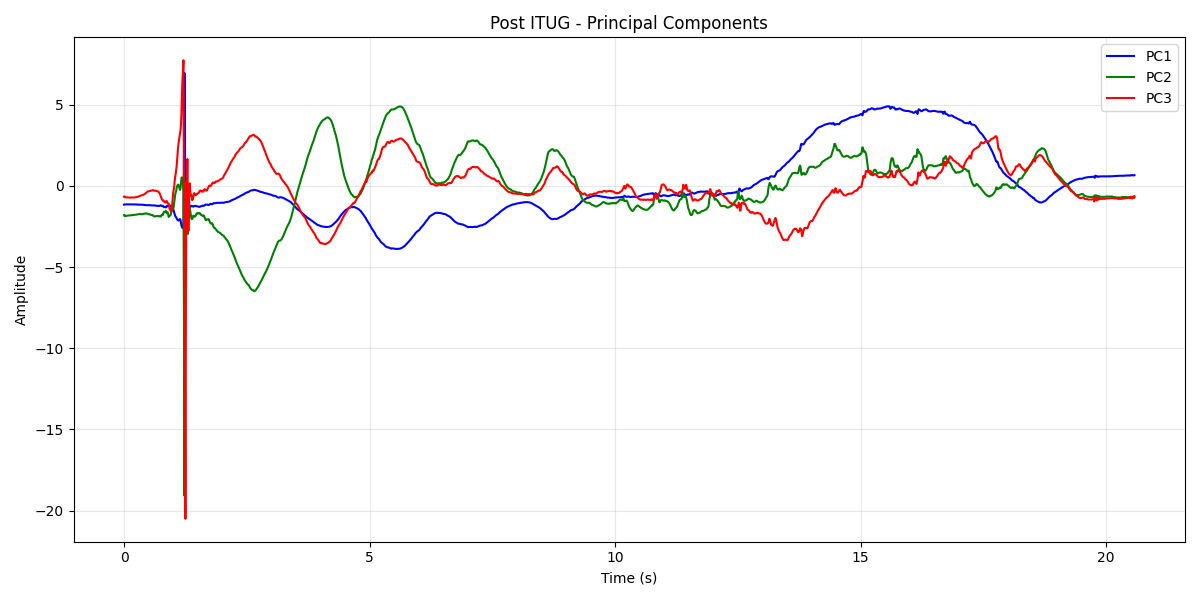 Post ITUG - Principal Components
PC1
PC2
PC3
5
0
−5
−10
−15
−20
Amplitude
0 5 10 15 20
Time (s)